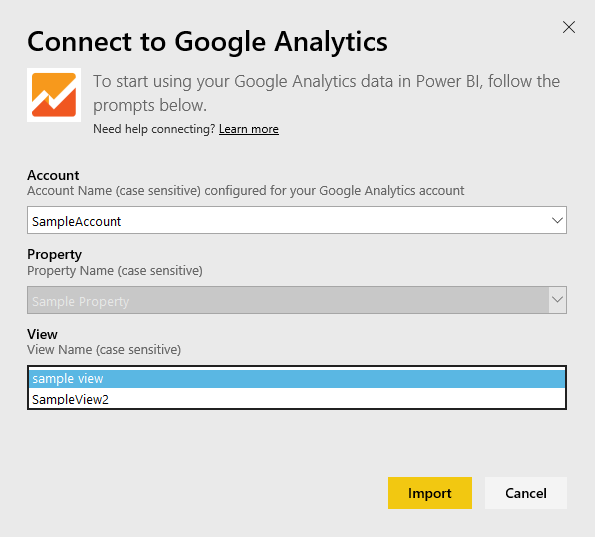 Connect to Google Analytics
To start using your Google Analytics data in Power BI, follow the
prompts below.
Need help connecting? Learn more
Account
Account Name (case sensitive) configured for your Google Analytics account
SampleAccount
Property
Property Name (case sensitive)
Sample Property
View
View Name (case sensitive)
sample view
SampleView2
Import Cancel